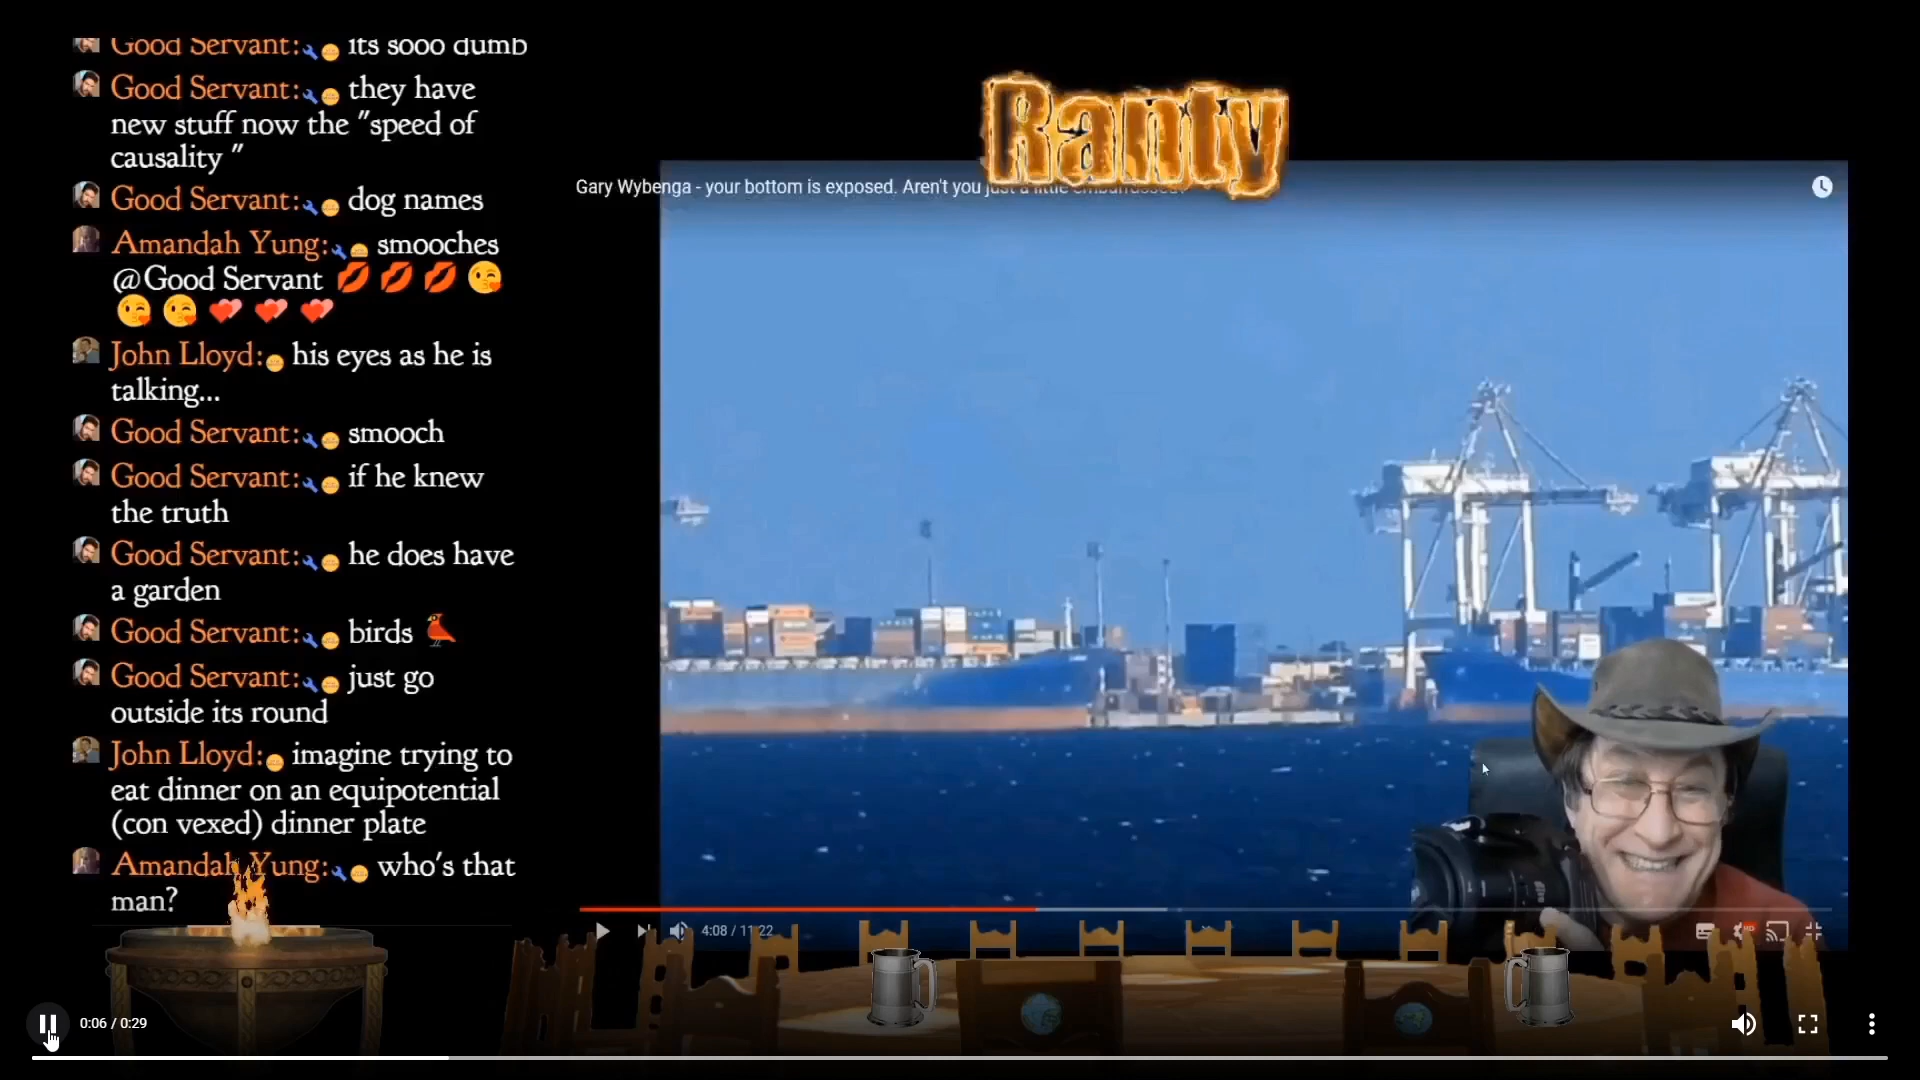 Good Servant: its sooo dumb
Good Servant: they have
new stuff now the "speed of
causality "
Good Servant: dog names
Amandah Yung: smooches
@Good Servant 💋 💋 💋 😘
😘 😘 💕 💕 💕
John Lloyd: his eyes as he is
talking...
Good Servant: smooch
Good Servant: if he knew
the truth
Good Servant: he does have
a garden
Good Servant: birds 🐦
Good Servant: just go
outside its round
John Lloyd: imagine trying to
eat dinner on an equipotential
(con vexed) dinner plate
Amandah Yung: who's that
man?
Ranty
Gary Wybenga - your bottom is exposed. Aren't you just a little embarrassed?
4:08 / 11:22
HD
0:06 / 0:29